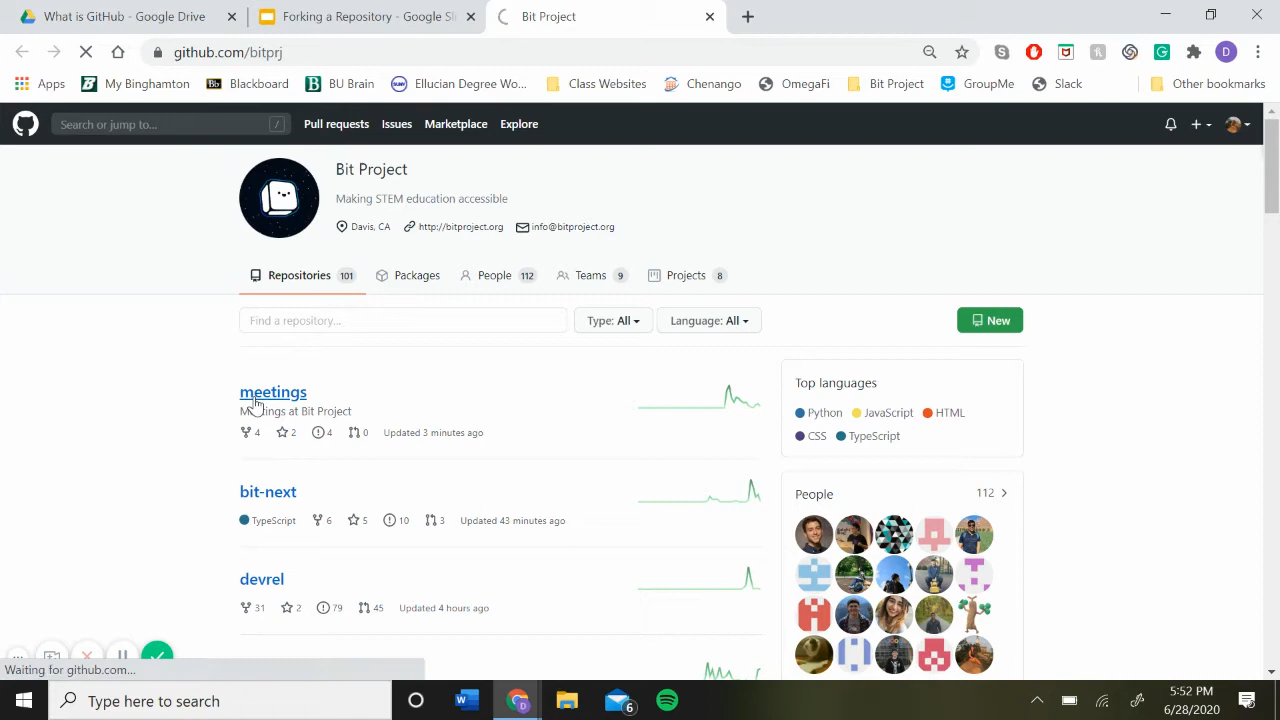 What is GitHub - Google Drive
Forking a Repository - Google Sli
Bit Project
github.com/bitprj
D
Apps
My Binghamton
Blackboard
BU Brain
Ellucian Degree Wo...
Class Websites
Chenango
OmegaFi
Bit Project
GroupMe
Slack
Other bookmarks
Search or jump to...
/
Pull requests
Issues
Marketplace
Explore
Bit Project
Making STEM education accessible
Davis, CA
http://bitproject.org
info@bitproject.org
Repositories 101
Packages
People 112
Teams 9
Projects 8
Find a repository...
Type: All
Language: All
New
meetings
Meetings at Bit Project
4 2 4 0 Updated 3 minutes ago
bit-next
TypeScript 6 5 10 3 Updated 43 minutes ago
devrel
31 2 79 45 Updated 4 hours ago
Top languages
Python JavaScript HTML
CSS TypeScript
People 112
Waiting for github.com...
Type here to search
6
5:52 PM
6/28/2020